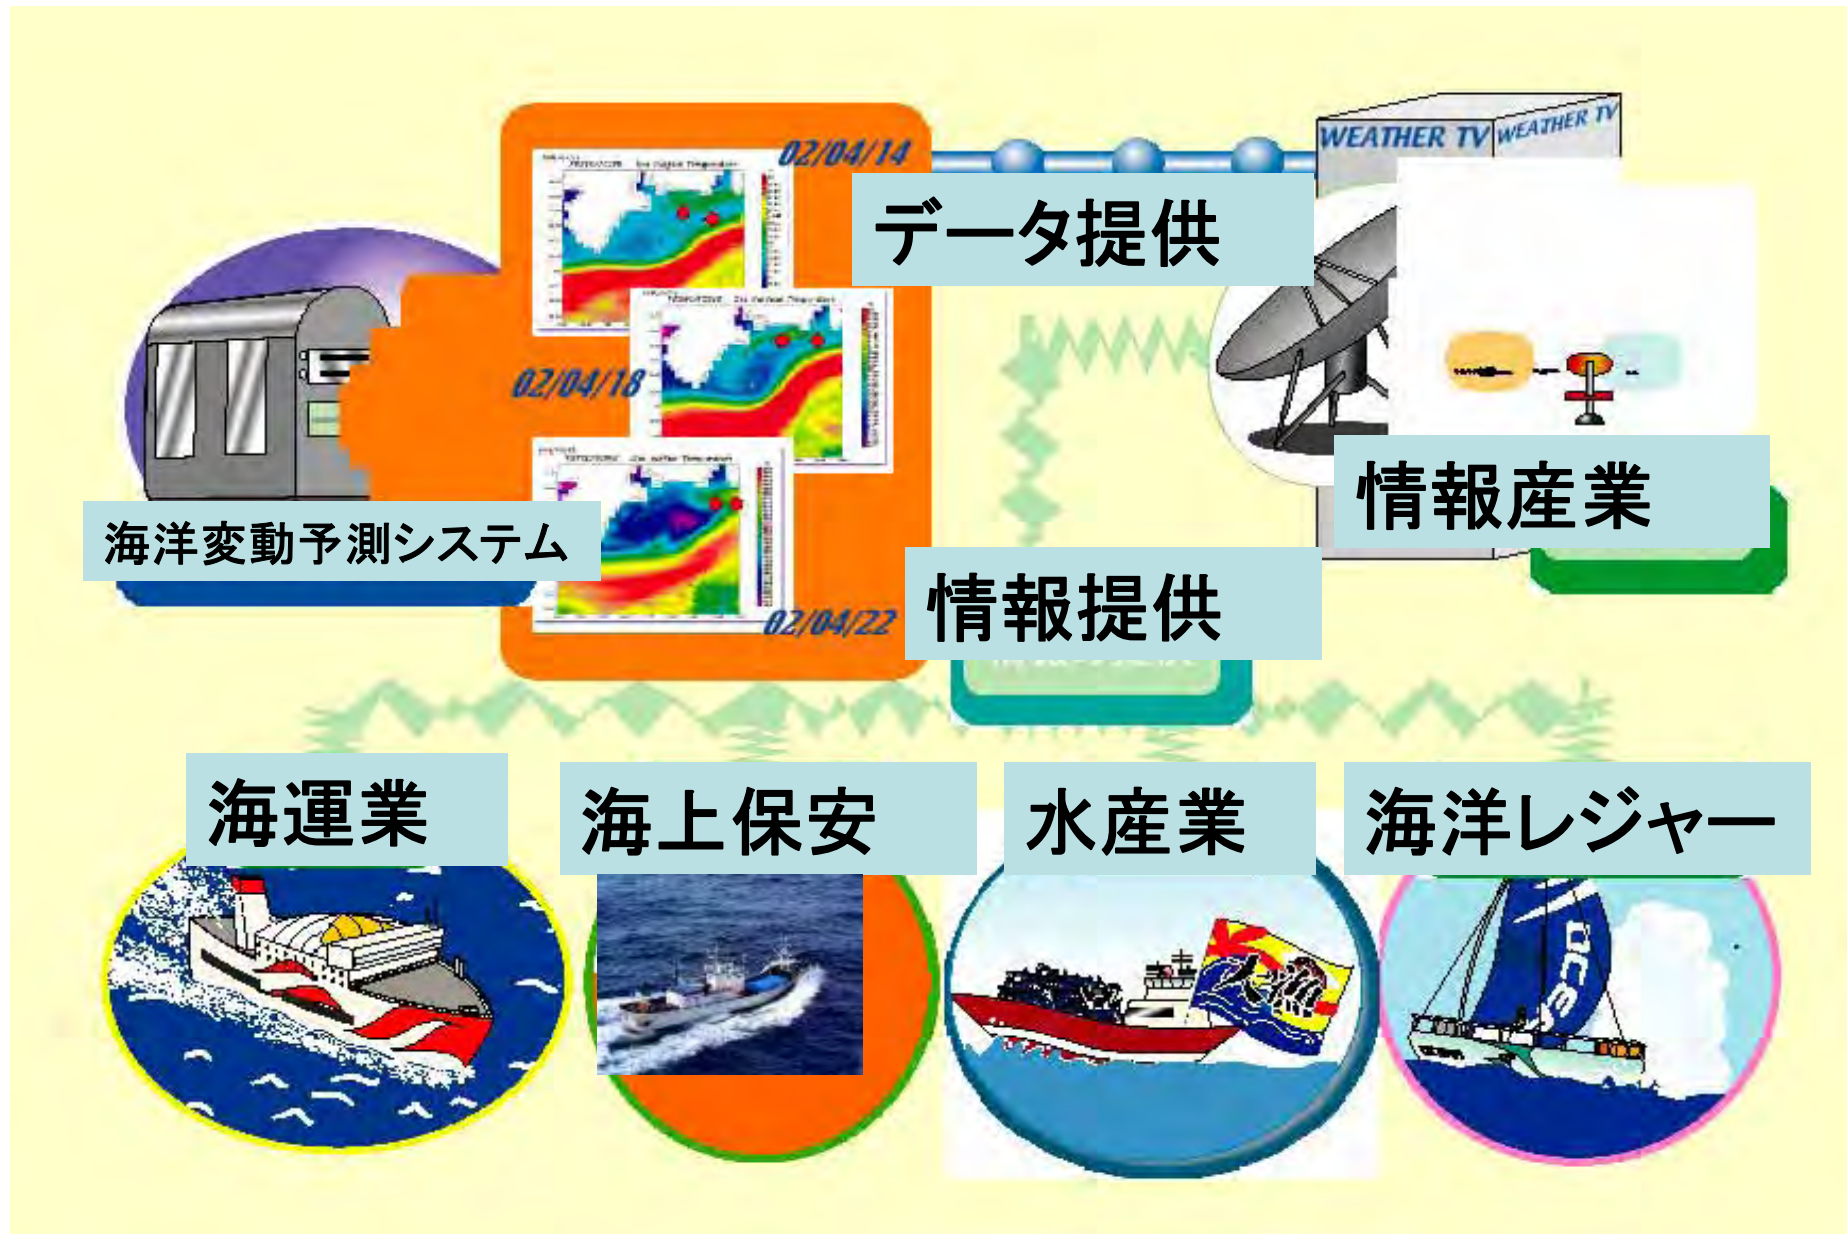 02/04/14
WEATHER TV
WEATHER TV
データ提供
02/04/18
情報産業
海洋変動予測システム
情報提供
02/04/22
海運業
海上保安
水産業
海洋レジャー
大漁